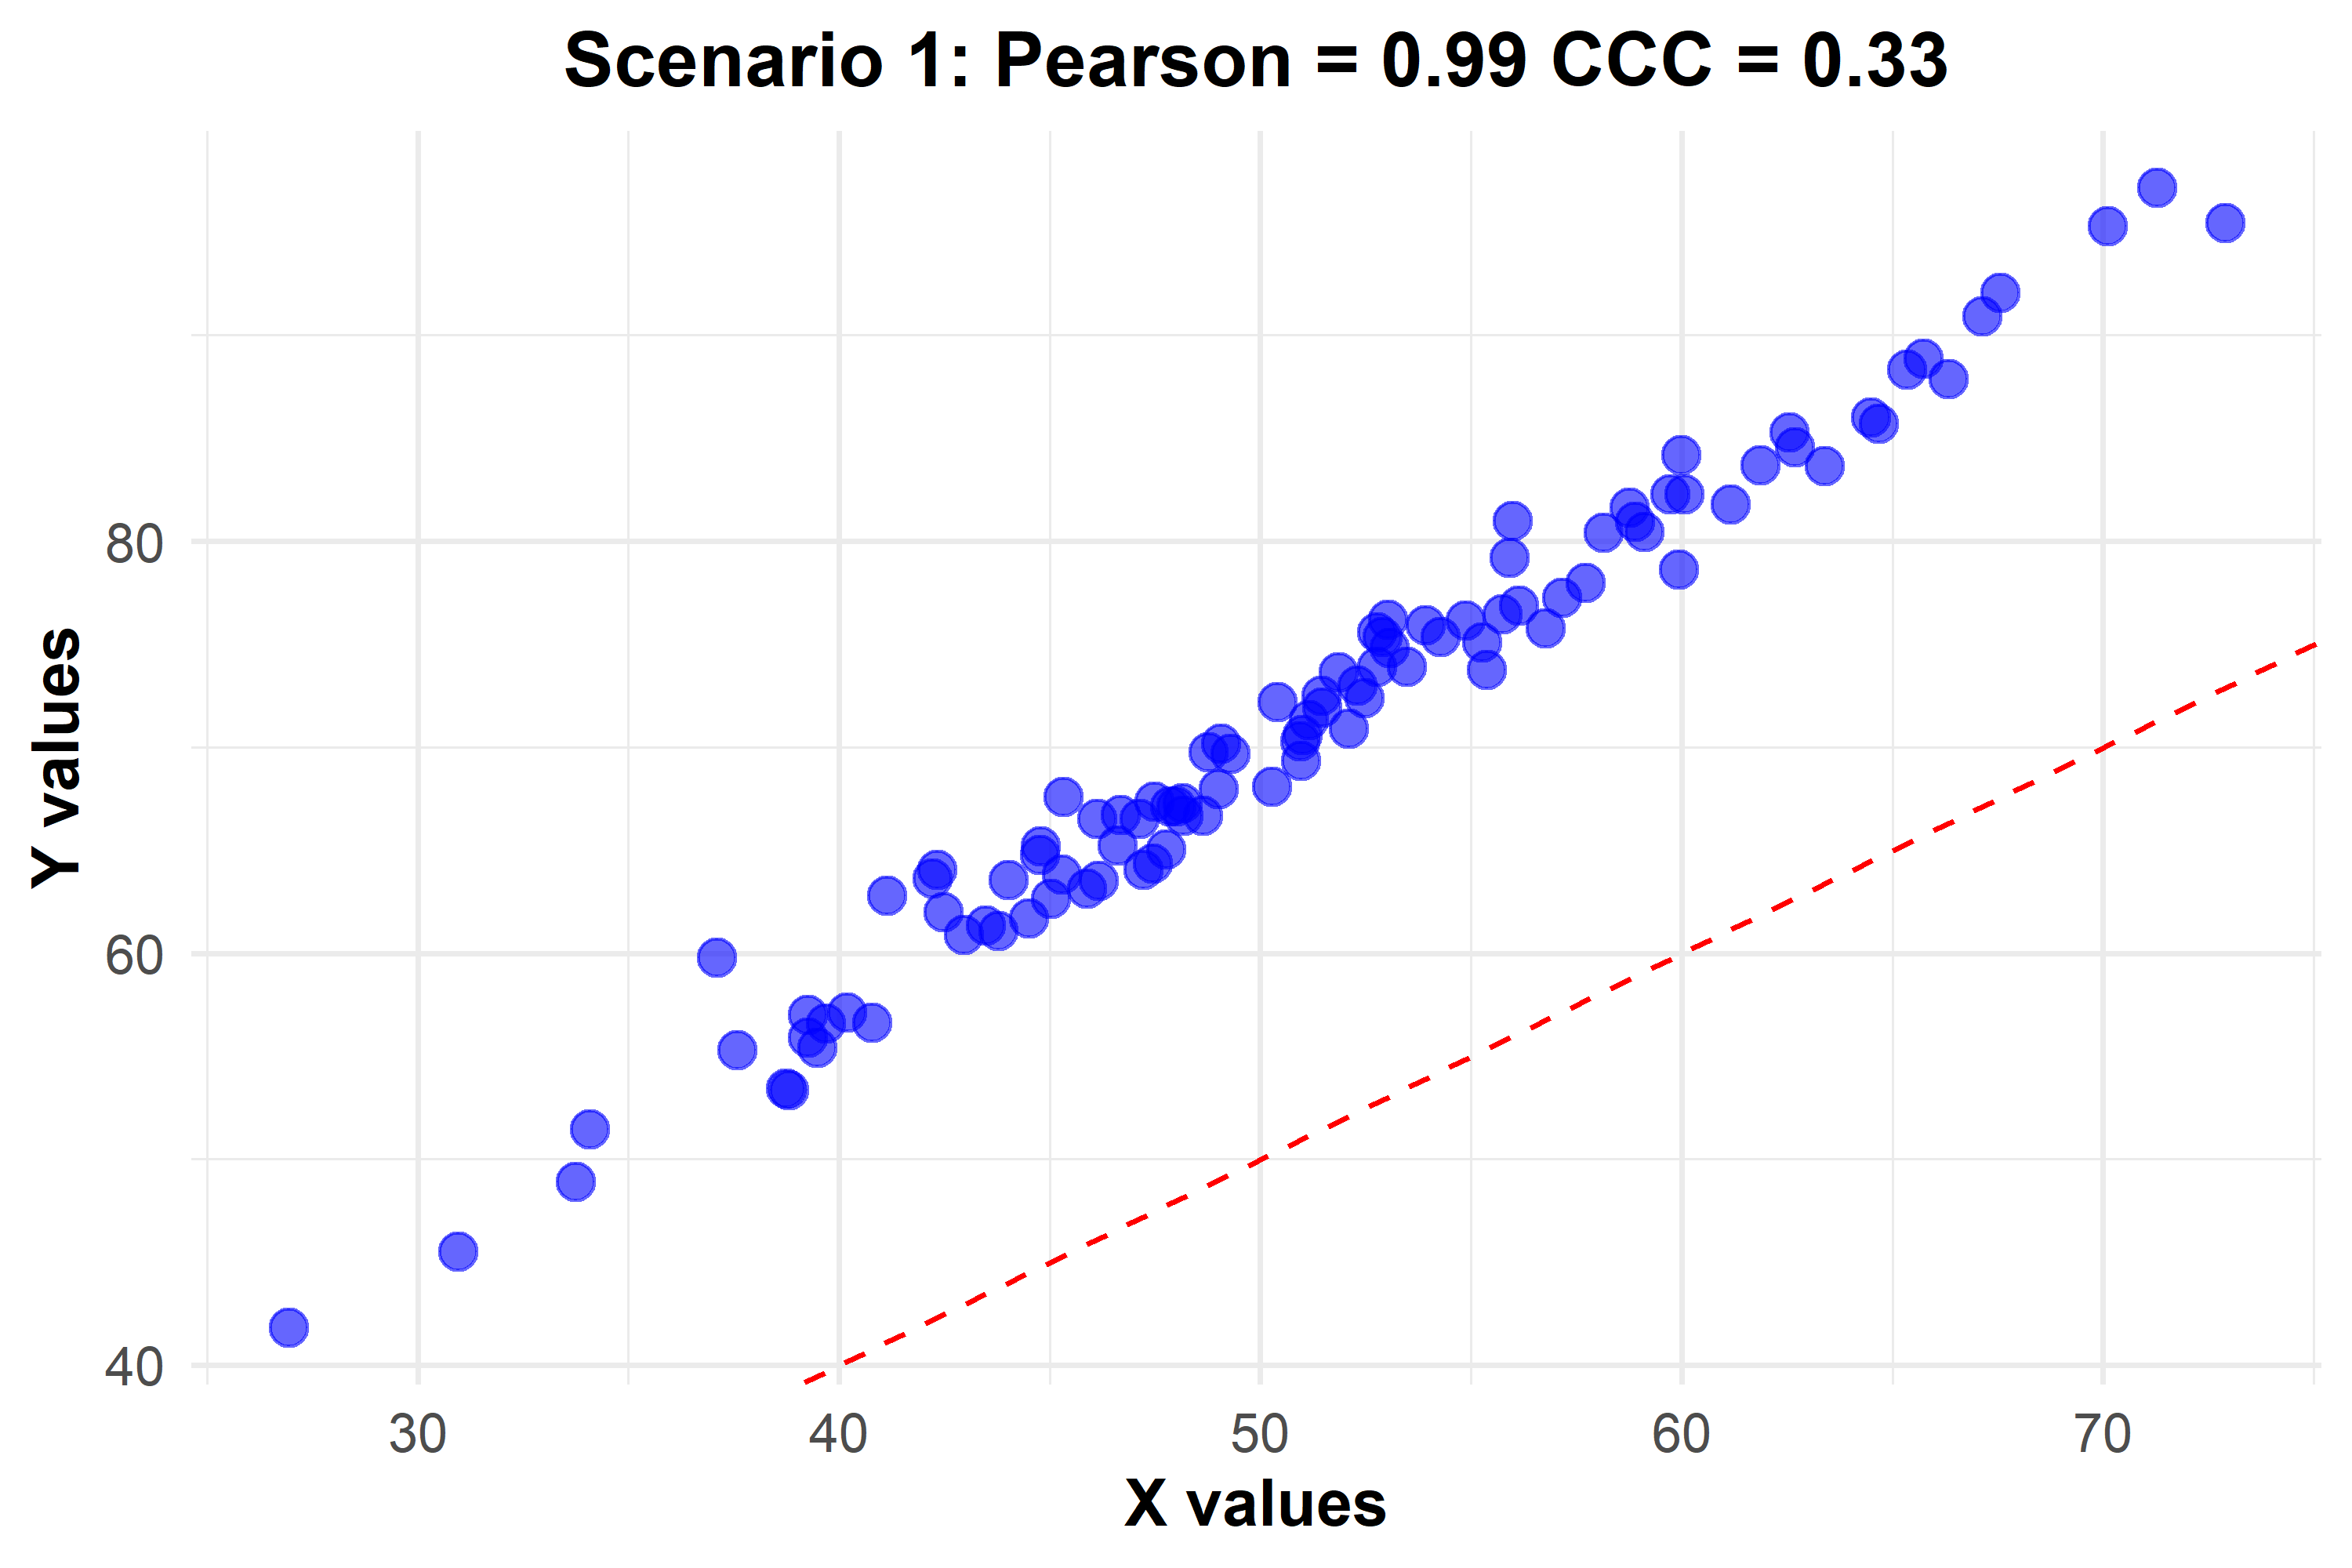 Scenario 1: Pearson = 0.99 CCC = 0.33
Y values
80
60
40
30 40 50 60 70
X values